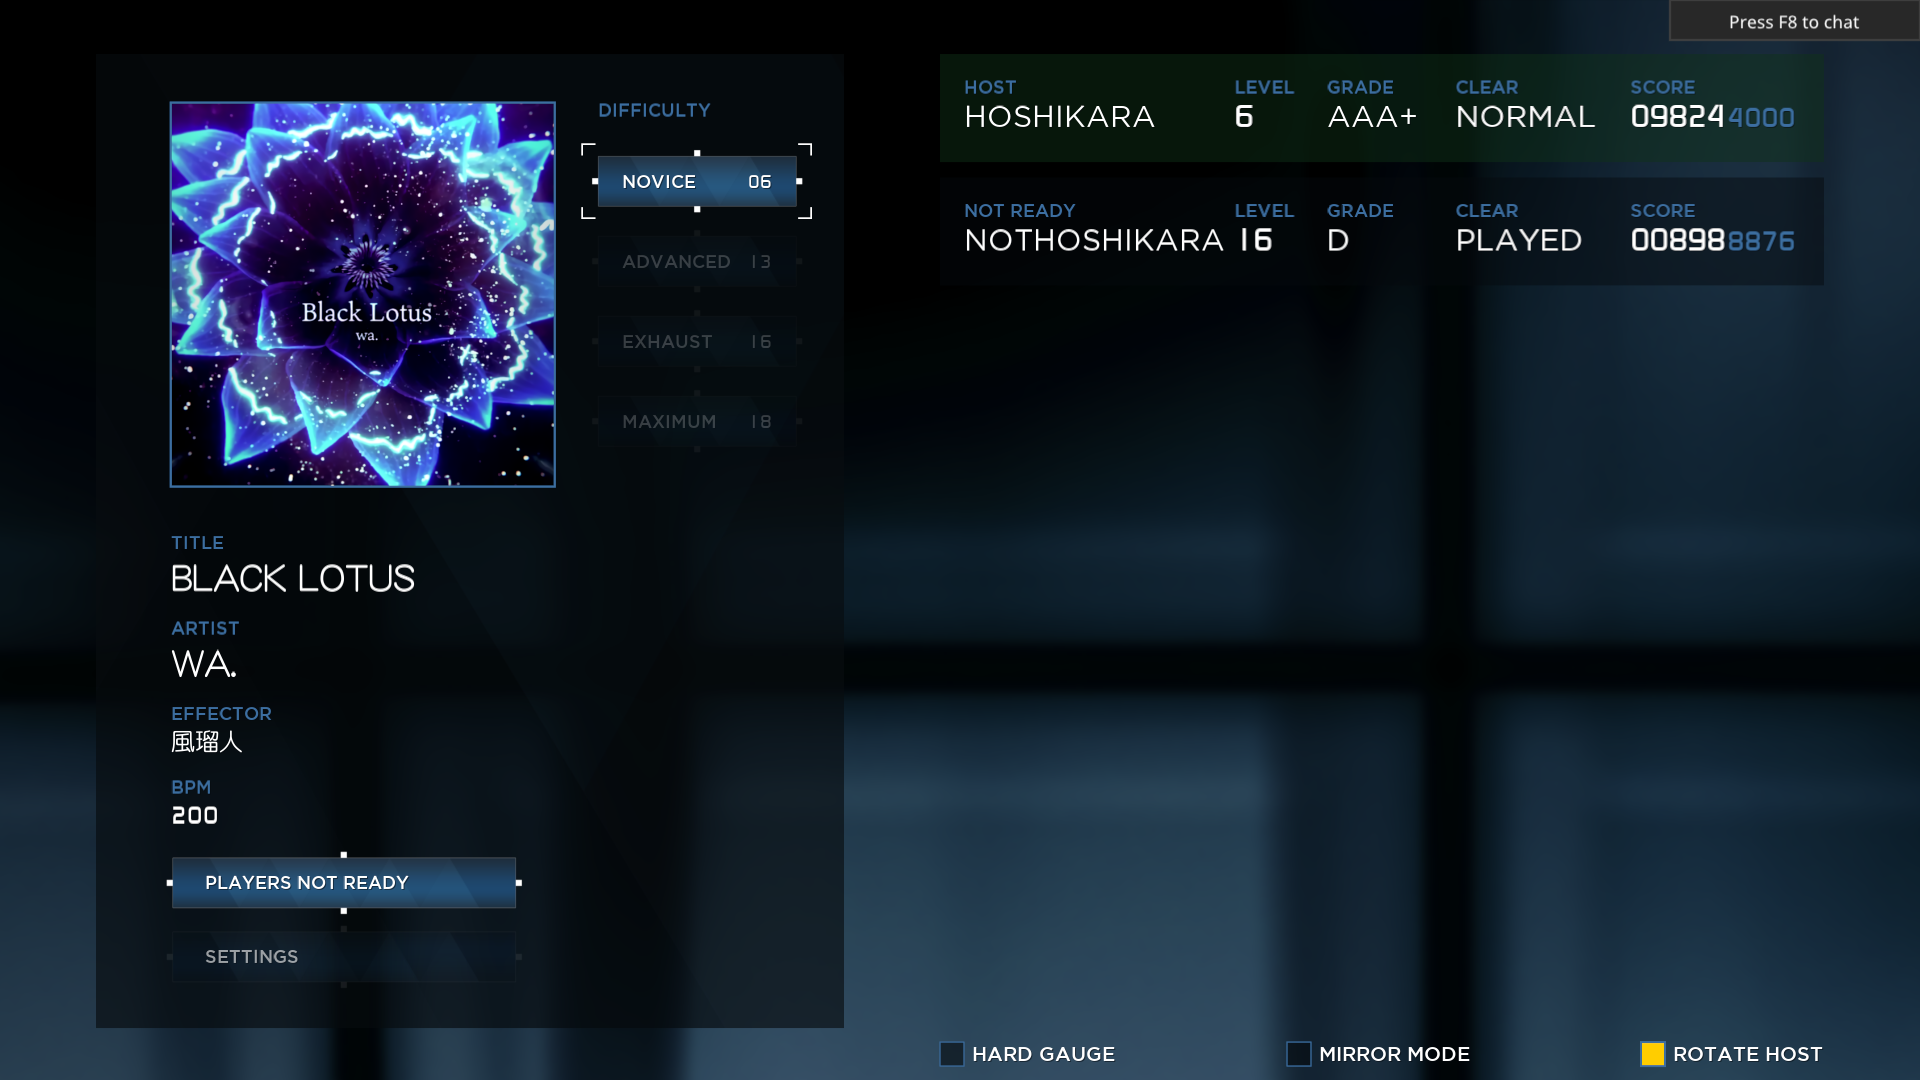 Press F8 to chat
Black Lotus
wa.
DIFFICULTY
NOVICE 06
ADVANCED 13
EXHAUST 16
MAXIMUM 18
TITLE
BLACK LOTUS
ARTIST
WA.
EFFECTOR
風瑠人
BPM
200
PLAYERS NOT READY
SETTINGS
HOST LEVEL GRADE CLEAR SCORE
HOSHIKARA 6 AAA+ NORMAL 098244000
NOT READY LEVEL GRADE CLEAR SCORE
NOTHOSHIKARA 16 D PLAYED 008988876
HARD GAUGE MIRROR MODE ROTATE HOST